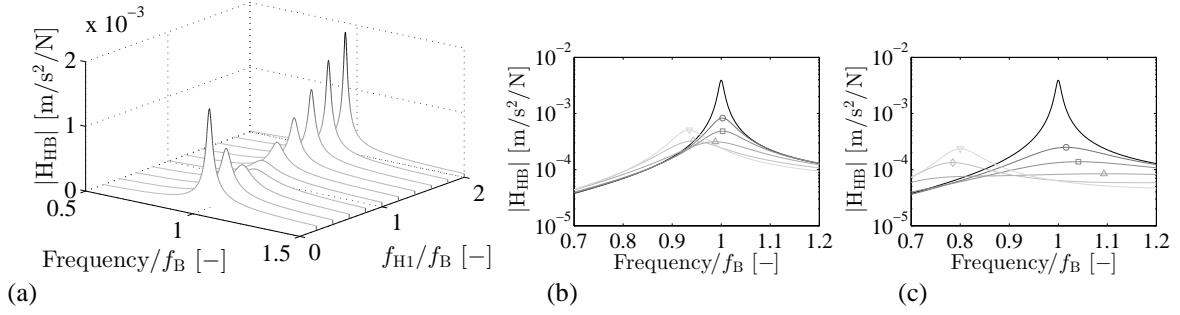 x 10⁻³
|H_HB| [m/s²/N]
2
1
0
0.5
1
1.5
Frequency/f_B [−]
0
1
2
f_H1/f_B [−]
(a)
|H_HB| [m/s²/N]
10⁻²
10⁻³
10⁻⁴
10⁻⁵
0.7 0.8 0.9 1 1.1 1.2
Frequency/f_B [−]
(b)
|H_HB| [m/s²/N]
10⁻²
10⁻³
10⁻⁴
10⁻⁵
0.7 0.8 0.9 1 1.1 1.2
Frequency/f_B [−]
(c)